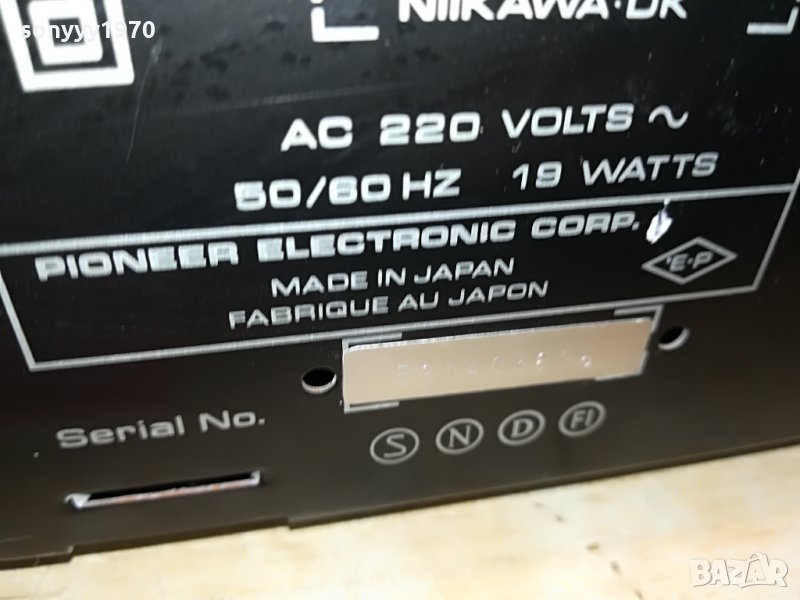 sonyyy1970
NIIKAWA·DK
AC 220 VOLTS ~
50/60 HZ 19 WATTS
PIONEER ELECTRONIC CORP.
MADE IN JAPAN
FABRIQUE AU JAPON
E·P
Serial No.
S N D FI
BAZAR